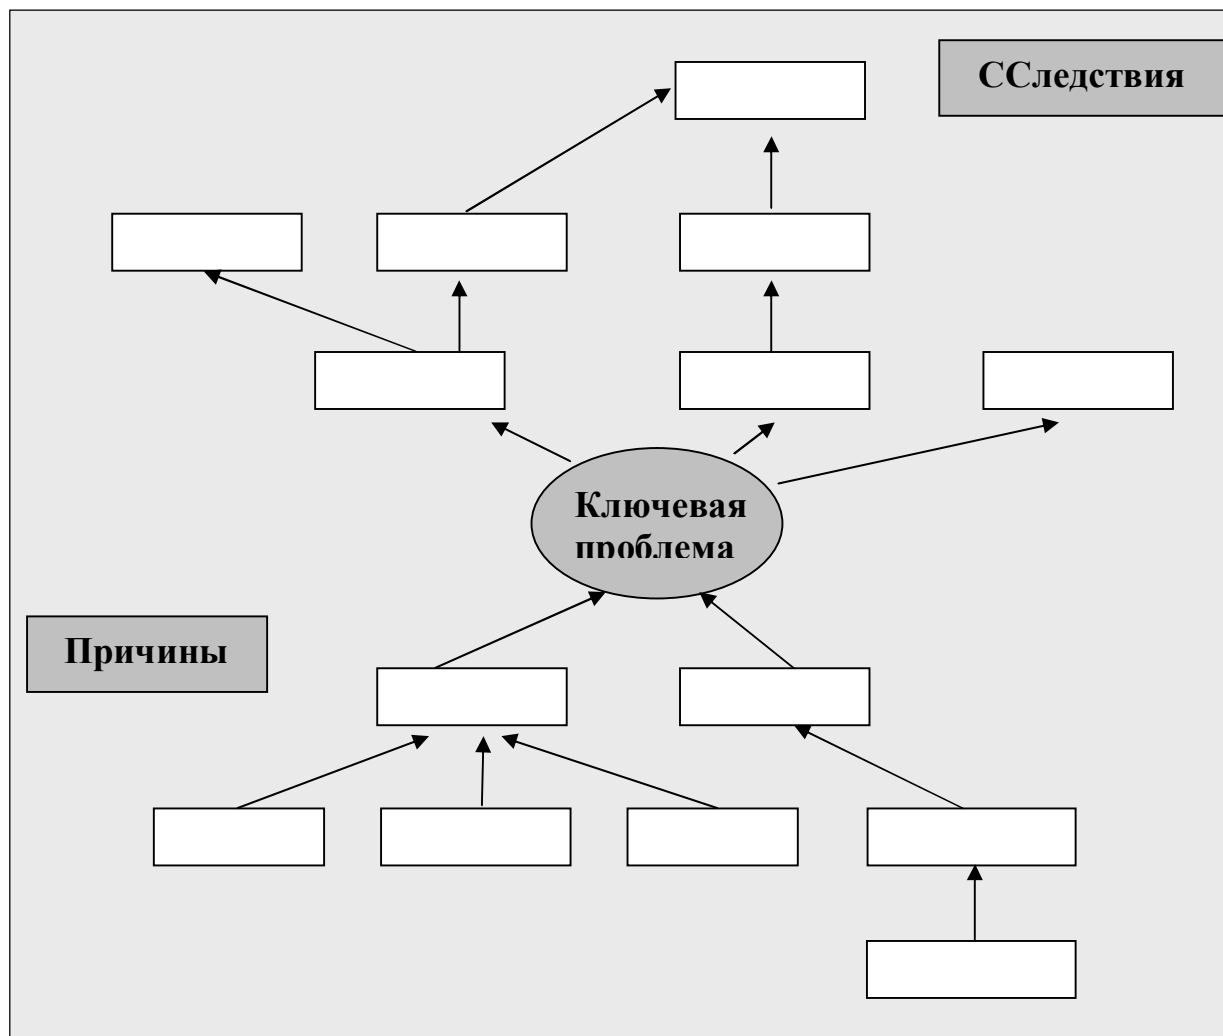 ССледствия
Ключевая
проблема
Причины